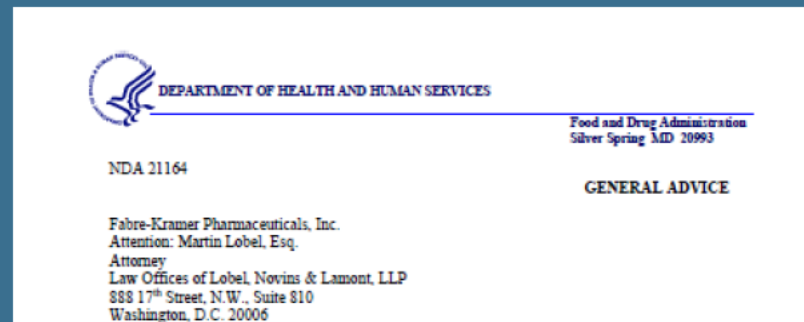 DEPARTMENT OF HEALTH AND HUMAN SERVICES
Food and Drug Administration
Silver Spring MD 20993
NDA 21164
GENERAL ADVICE
Fabre-Kramer Pharmaceuticals, Inc.
Attention: Martin Lobel, Esq.
Attorney
Law Offices of Lobel, Novins & Lamont, LLP
888 17th Street, N.W., Suite 810
Washington, D.C. 20006